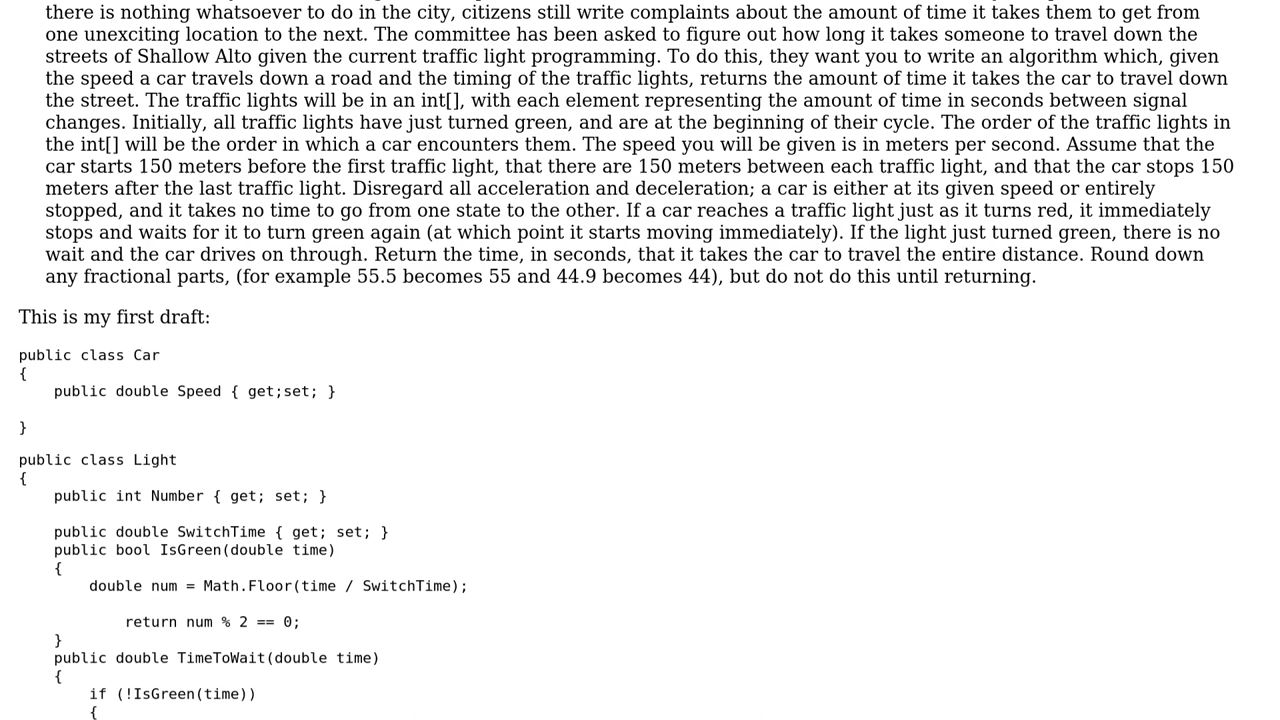 there is nothing whatsoever to do in the city, citizens still write complaints about the amount of time it takes them to get from
one unexciting location to the next. The committee has been asked to figure out how long it takes someone to travel down the
streets of Shallow Alto given the current traffic light programming. To do this, they want you to write an algorithm which, given
the speed a car travels down a road and the timing of the traffic lights, returns the amount of time it takes the car to travel down
the street. The traffic lights will be in an int[], with each element representing the amount of time in seconds between signal
changes. Initially, all traffic lights have just turned green, and are at the beginning of their cycle. The order of the traffic lights in
the int[] will be the order in which a car encounters them. The speed you will be given is in meters per second. Assume that the
car starts 150 meters before the first traffic light, that there are 150 meters between each traffic light, and that the car stops 150
meters after the last traffic light. Disregard all acceleration and deceleration; a car is either at its given speed or entirely
stopped, and it takes no time to go from one state to the other. If a car reaches a traffic light just as it turns red, it immediately
stops and waits for it to turn green again (at which point it starts moving immediately). If the light just turned green, there is no
wait and the car drives on through. Return the time, in seconds, that it takes the car to travel the entire distance. Round down
any fractional parts, (for example 55.5 becomes 55 and 44.9 becomes 44), but do not do this until returning.
This is my first draft:
public class Car
{
    public double Speed { get;set; }
}
public class Light
{
    public int Number { get; set; }
    public double SwitchTime { get; set; }
    public bool IsGreen(double time)
    {
        double num = Math.Floor(time / SwitchTime);
            return num % 2 == 0;
    }
    public double TimeToWait(double time)
    {
        if (!IsGreen(time))
        {